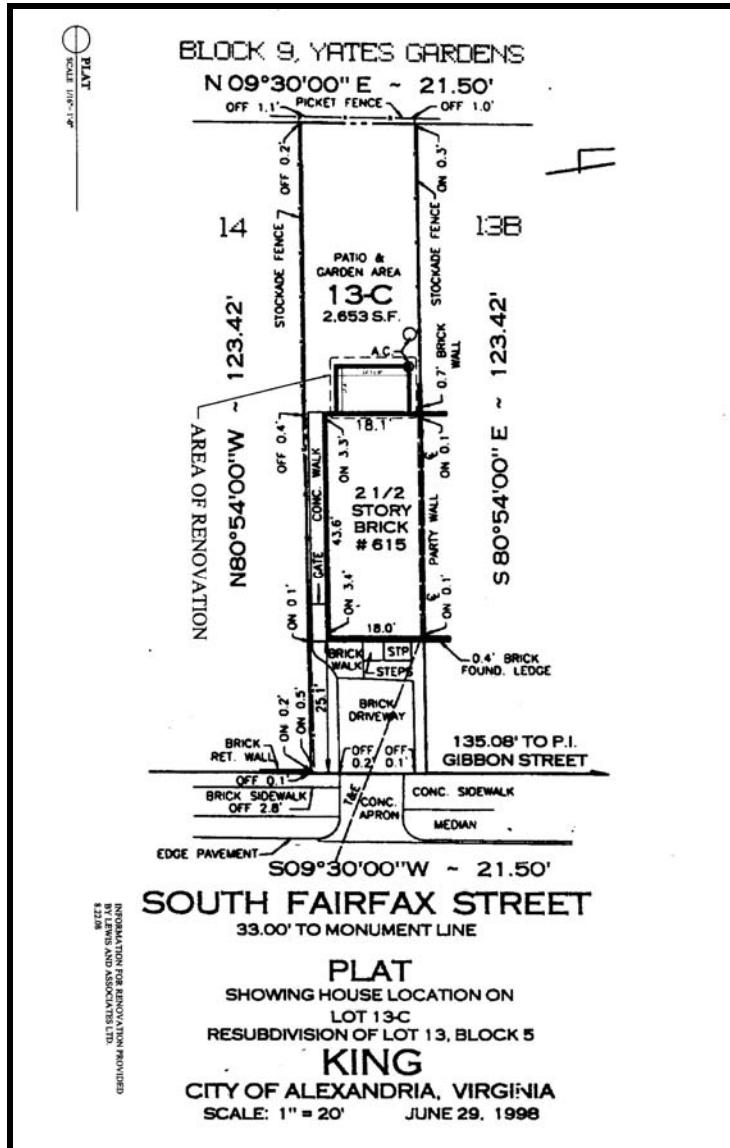 PLAT
SCALE 1/16"=1'-0"
BLOCK 9, YATES GARDENS
N 09°30'00" E ~ 21.50'
OFF 1.1'
PICKET FENCE
OFF 1.0'
OFF 0.2'
ON 0.3'
14
13B
STOCKADE FENCE
STOCKADE FENCE
PATIO &
GARDEN AREA
13-C
2,653 S.F.
A.C.
0.7' BRICK
WALL
N80°54'00"W ~ 123.42'
S 80°54'00" E ~ 123.42'
AREA OF RENOVATION
OFF 0.4'
18.1'
ON 3.3'
ON 0.1'
CONC. WALK
GATE
43.6'
2 1/2
STORY
BRICK
# 615
℄
PARTY WALL
℄
ON 0.1'
ON 3.4'
ON 0.1'
18.0'
BRICK
WALK
STP
STEPS
0.4' BRICK
FOUND. LEDGE
25.1'
BRICK
DRIVEWAY
ON 0.2'
ON 0.5'
BRICK
RET. WALL
OFF
0.2'
OFF
0.1'
135.08' TO P.I.
GIBBON STREET
OFF 0.1'
BRICK SIDEWALK
OFF 2.8'
T&E
CONC.
APRON
CONC. SIDEWALK
MEDIAN
EDGE PAVEMENT
S09°30'00"W ~ 21.50'
SOUTH FAIRFAX STREET
33.00' TO MONUMENT LINE
PLAT
SHOWING HOUSE LOCATION ON
LOT 13-C
RESUBDIVISION OF LOT 13, BLOCK 5
KING
CITY OF ALEXANDRIA, VIRGINIA
SCALE: 1" = 20' JUNE 29, 1998
INFORMATION FOR RENOVATION PROVIDED
BY LEWIS AND ASSOCIATES LTD.
8.22.08